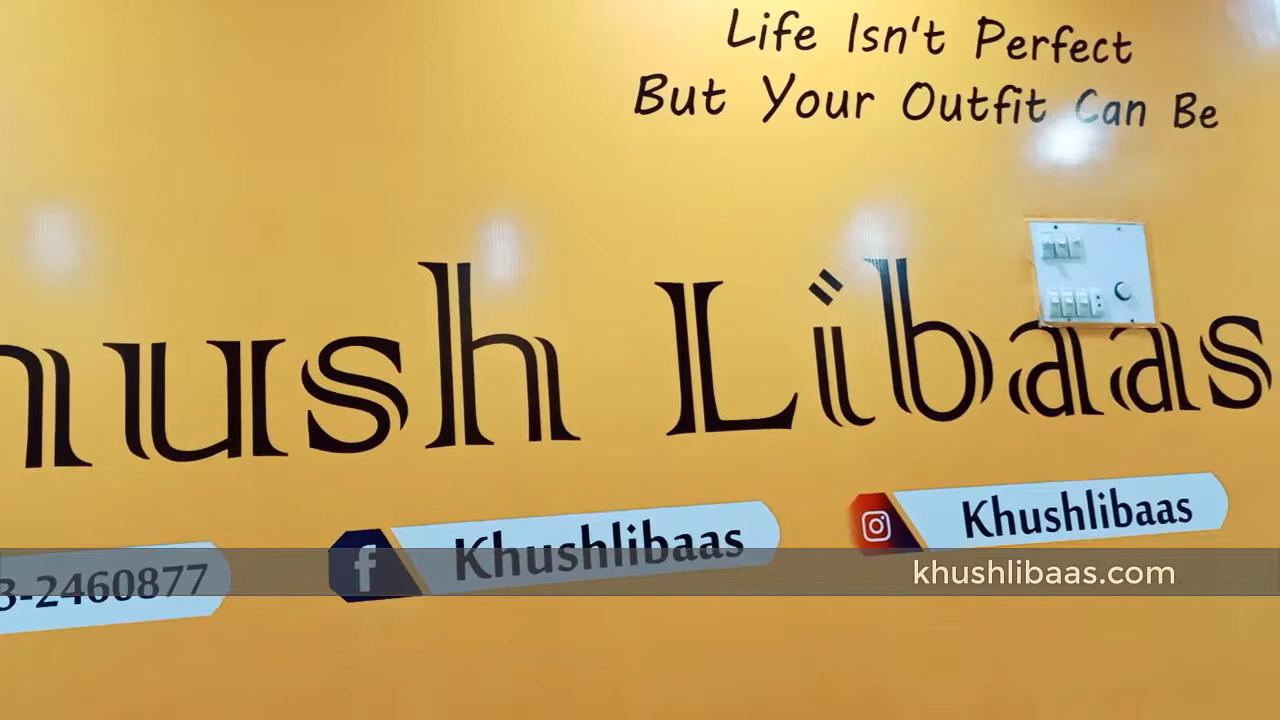 Life Isn't Perfect
But Your Outfit Can Be
hush Libaas
3-2460877
Khushlibaas
Khushlibaas
khushlibaas.com